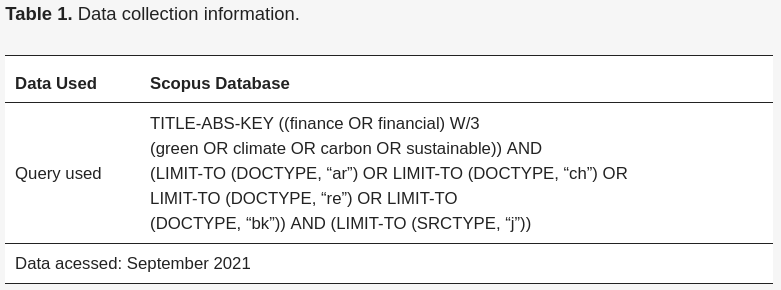 Table 1. Data collection information.
Data Used Scopus Database
TITLE-ABS-KEY ((finance OR financial) W/3
(green OR climate OR carbon OR sustainable)) AND
Query used (LIMIT-TO (DOCTYPE, “ar”) OR LIMIT-TO (DOCTYPE, “ch”) OR
LIMIT-TO (DOCTYPE, “re”) OR LIMIT-TO
(DOCTYPE, “bk”)) AND (LIMIT-TO (SRCTYPE, “j”))
Data acessed: September 2021